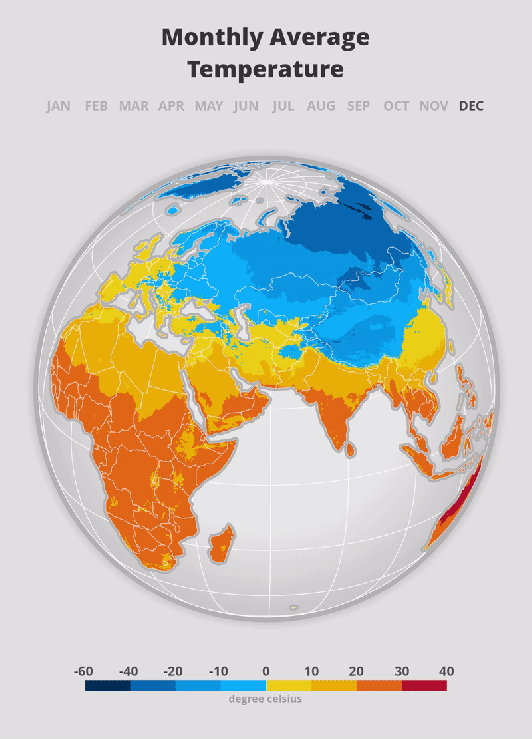 Monthly Average
Temperature
JAN FEB MAR APR MAY JUN JUL AUG SEP OCT NOV DEC
-60 -40 -20 -10 0 10 20 30 40
degree celsius